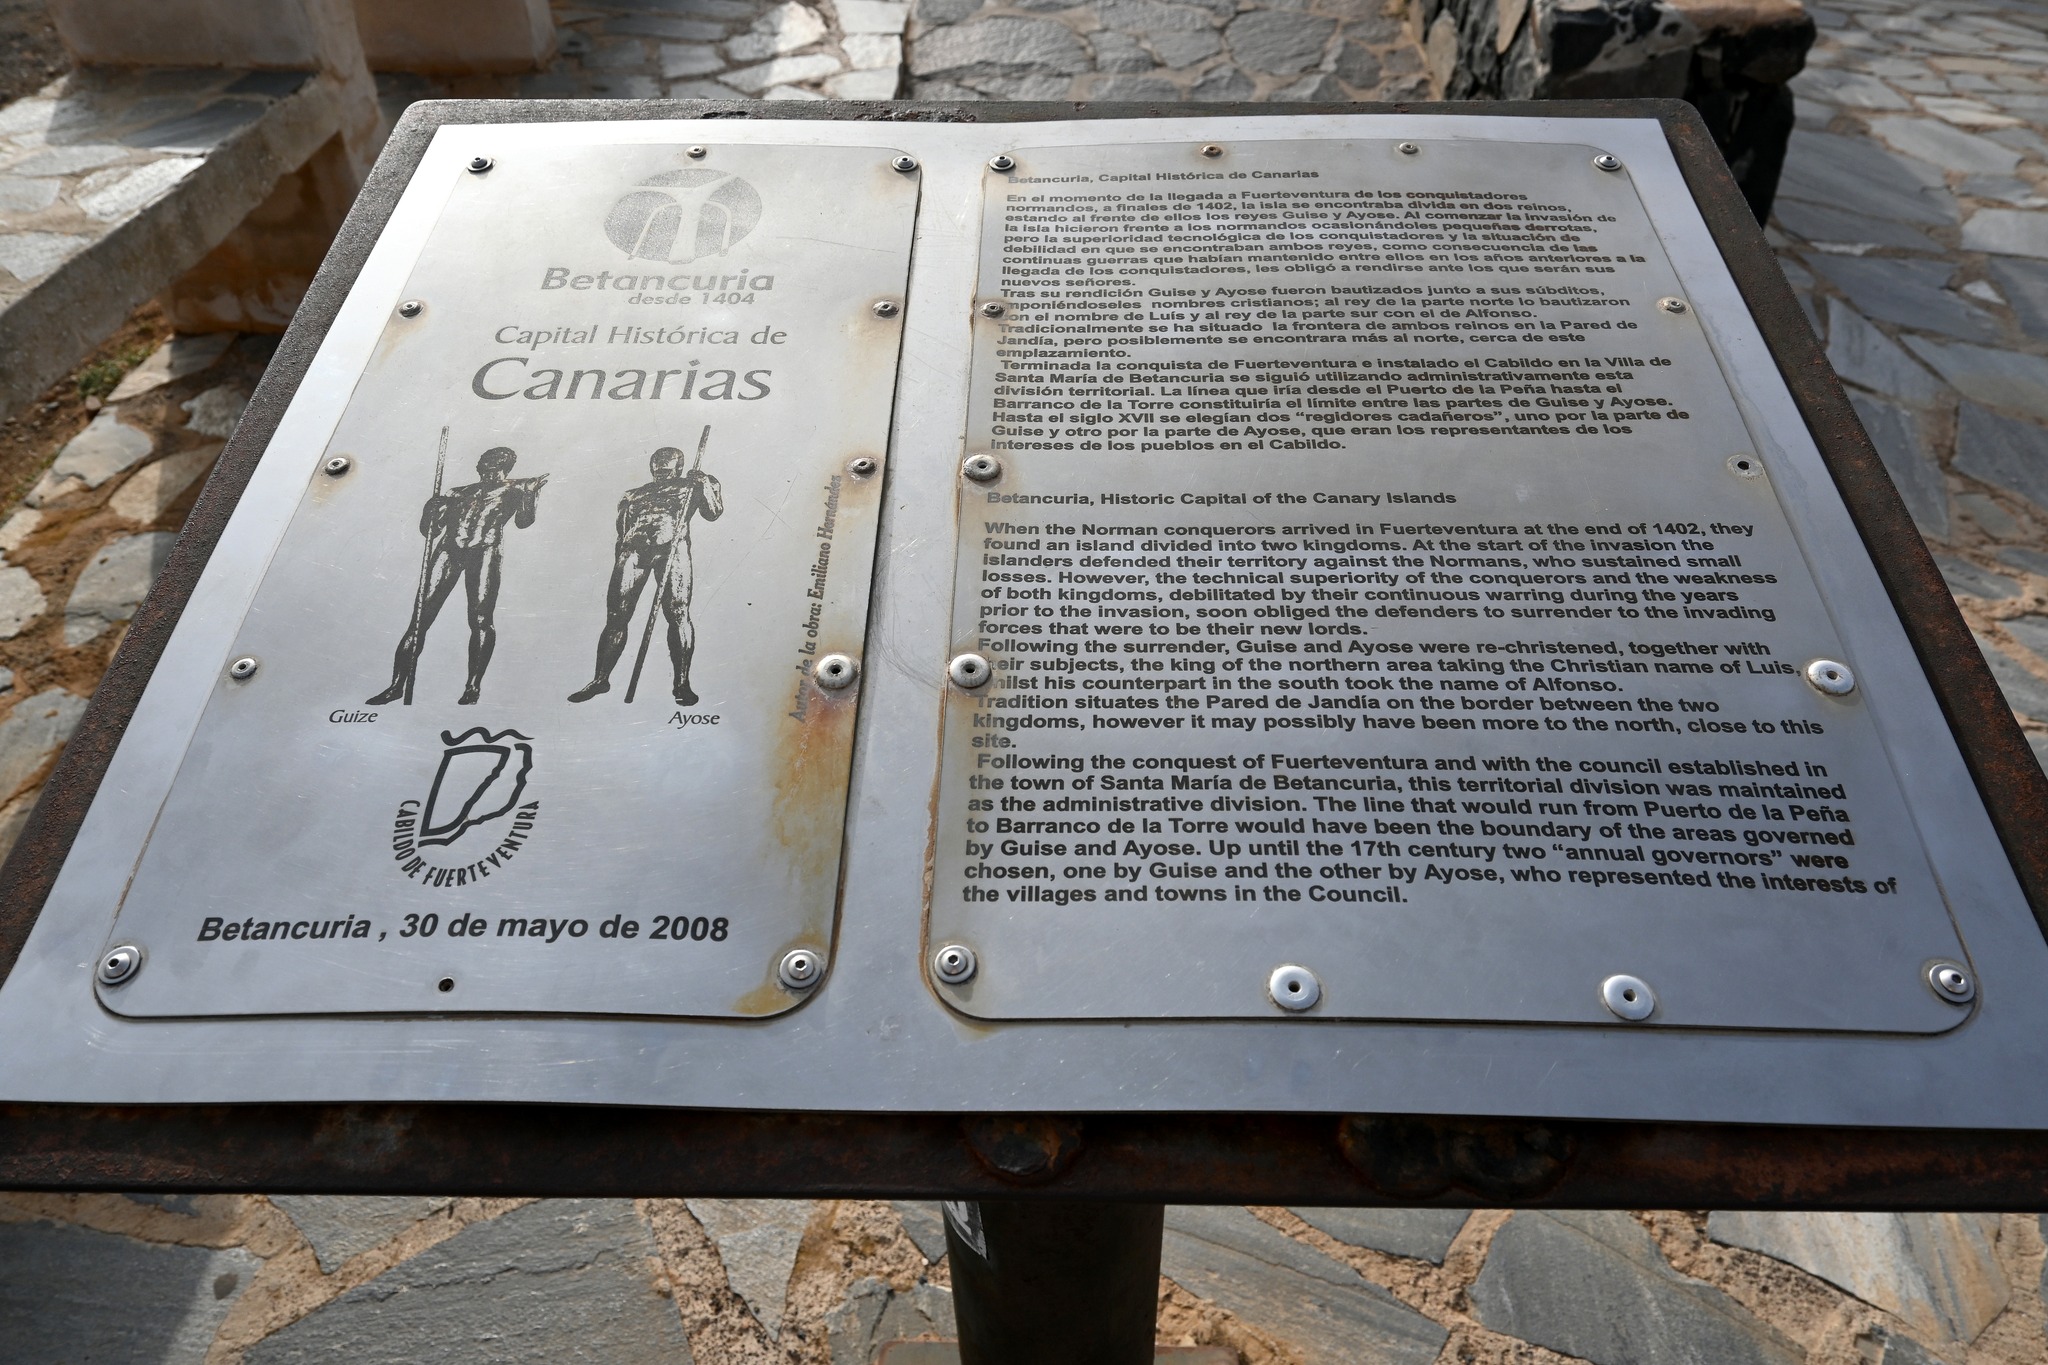 Betancuria
desde 1404
Capital Histórica de
Canarias
Autor de la obra: Emiliano Hernández
Guize
Ayose
CABILDO DE FUERTEVENTURA
Betancuria , 30 de mayo de 2008
Betancuria, Capital Histórica de Canarias
En el momento de la llegada a Fuerteventura de los conquistadores
normandos, a finales de 1402, la isla se encontraba divida en dos reinos,
estando al frente de ellos los reyes Guise y Ayose. Al comenzar la invasión de
la isla hicieron frente a los normandos ocasionándoles pequeñas derrotas,
pero la superioridad tecnológica de los conquistadores y la situación de
debilidad en que se encontraban ambos reyes, como consecuencia de las
continuas guerras que habían mantenido entre ellos en los años anteriores a la
llegada de los conquistadores, les obligó a rendirse ante los que serán sus
nuevos señores.
Tras su rendición Guise y Ayose fueron bautizados junto a sus súbditos,
imponiéndoseles nombres cristianos; al rey de la parte norte lo bautizaron
con el nombre de Luís y al rey de la parte sur con el de Alfonso.
Tradicionalmente se ha situado la frontera de ambos reinos en la Pared de
Jandía, pero posiblemente se encontrara más al norte, cerca de este
emplazamiento.
Terminada la conquista de Fuerteventura e instalado el Cabildo en la Villa de
Santa María de Betancuria se siguió utilizando administrativamente esta
división territorial. La línea que iría desde el Puerto de la Peña hasta el
Barranco de la Torre constituiría el límite entre las partes de Guise y Ayose.
Hasta el siglo XVII se elegían dos “regidores cadañeros”, uno por la parte de
Guise y otro por la parte de Ayose, que eran los representantes de los
intereses de los pueblos en el Cabildo.
Betancuria, Historic Capital of the Canary Islands
When the Norman conquerors arrived in Fuerteventura at the end of 1402, they
found an island divided into two kingdoms. At the start of the invasion the
islanders defended their territory against the Normans, who sustained small
losses. However, the technical superiority of the conquerors and the weakness
of both kingdoms, debilitated by their continuous warring during the years
prior to the invasion, soon obliged the defenders to surrender to the invading
forces that were to be their new lords.
Following the surrender, Guise and Ayose were re-christened, together with
their subjects, the king of the northern area taking the Christian name of Luis,
whilst his counterpart in the south took the name of Alfonso.
Tradition situates the Pared de Jandía on the border between the two
kingdoms, however it may possibly have been more to the north, close to this
site.
Following the conquest of Fuerteventura and with the council established in
the town of Santa María de Betancuria, this territorial division was maintained
as the administrative division. The line that would run from Puerto de la Peña
to Barranco de la Torre would have been the boundary of the areas governed
by Guise and Ayose. Up until the 17th century two “annual governors” were
chosen, one by Guise and the other by Ayose, who represented the interests of
the villages and towns in the Council.